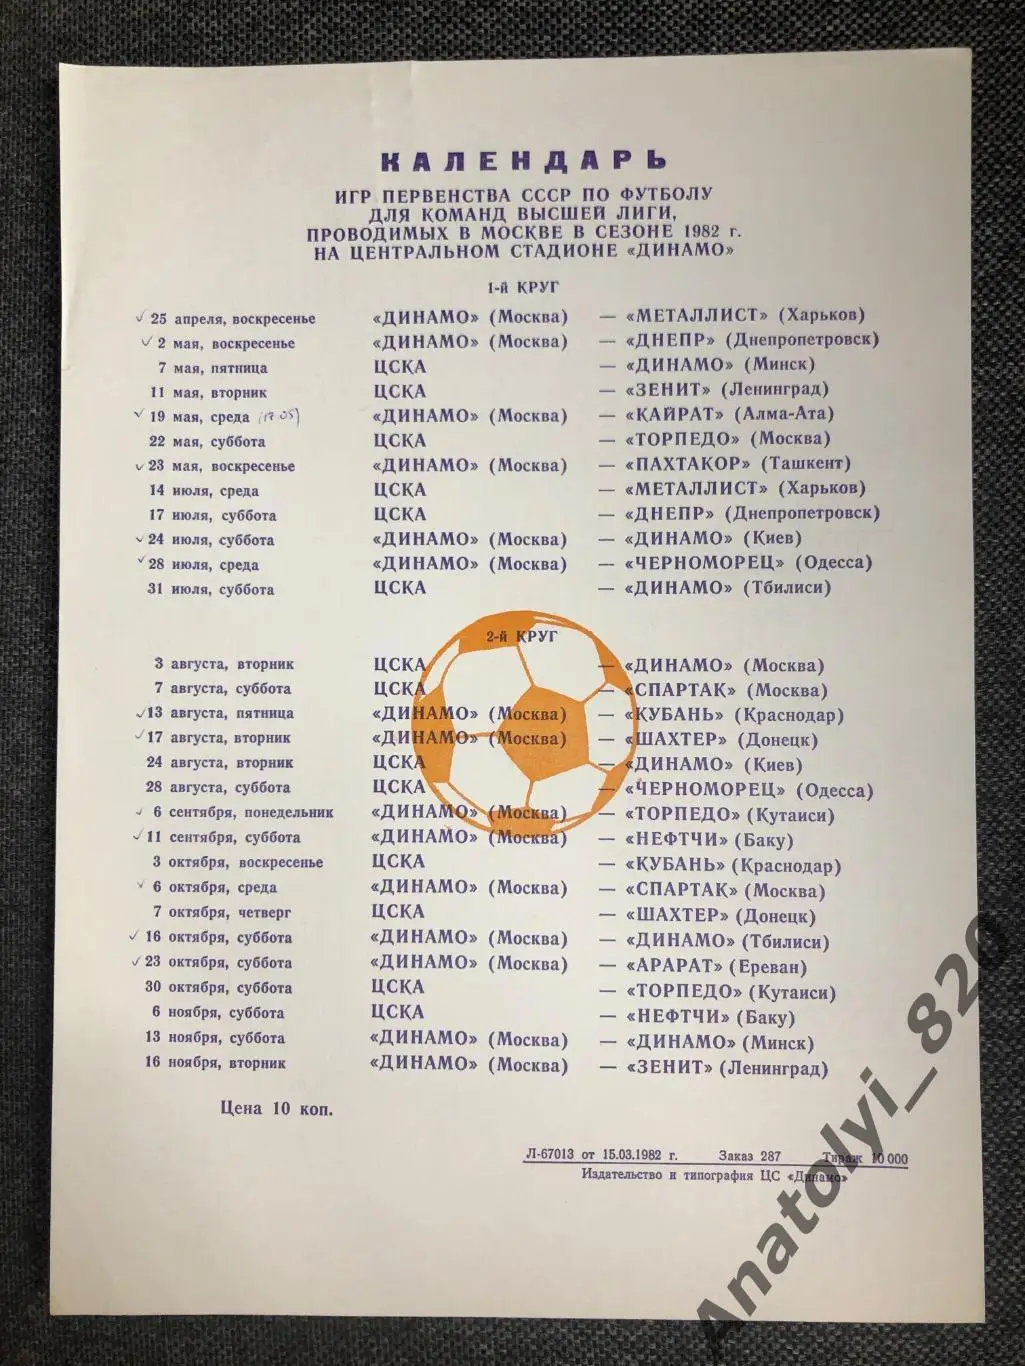 КАЛЕНДАРЬ
ИГР ПЕРВЕНСТВА СССР ПО ФУТБОЛУ
ДЛЯ КОМАНД ВЫСШЕЙ ЛИГИ,
ПРОВОДИМЫХ В МОСКВЕ В СЕЗОНЕ 1982 г.
НА ЦЕНТРАЛЬНОМ СТАДИОНЕ «ДИНАМО»
1-й КРУГ
25 апреля, воскресенье «ДИНАМО» (Москва) — «МЕТАЛЛИСТ» (Харьков)
2 мая, воскресенье «ДИНАМО» (Москва) — «ДНЕПР» (Днепропетровск)
7 мая, пятница ЦСКА — «ДИНАМО» (Минск)
11 мая, вторник ЦСКА — «ЗЕНИТ» (Ленинград)
19 мая, среда (17.05) «ДИНАМО» (Москва) — «КАЙРАТ» (Алма-Ата)
22 мая, суббота ЦСКА — «ТОРПЕДО» (Москва)
23 мая, воскресенье «ДИНАМО» (Москва) — «ПАХТАКОР» (Ташкент)
14 июля, среда ЦСКА — «МЕТАЛЛИСТ» (Харьков)
17 июля, суббота ЦСКА — «ДНЕПР» (Днепропетровск)
24 июля, суббота «ДИНАМО» (Москва) — «ДИНАМО» (Киев)
28 июля, среда «ДИНАМО» (Москва) — «ЧЕРНОМОРЕЦ» (Одесса)
31 июля, суббота ЦСКА — «ДИНАМО» (Тбилиси)
2-й КРУГ
3 августа, вторник ЦСКА — «ДИНАМО» (Москва)
7 августа, суббота ЦСКА — «СПАРТАК» (Москва)
13 августа, пятница «ДИНАМО» (Москва) — «КУБАНЬ» (Краснодар)
17 августа, вторник «ДИНАМО» (Москва) — «ШАХТЕР» (Донецк)
24 августа, вторник ЦСКА — «ДИНАМО» (Киев)
28 августа, суббота ЦСКА — «ЧЕРНОМОРЕЦ» (Одесса)
6 сентября, понедельник «ДИНАМО» (Москва) — «ТОРПЕДО» (Кутаиси)
11 сентября, суббота «ДИНАМО» (Москва) — «НЕФТЧИ» (Баку)
3 октября, воскресенье ЦСКА — «КУБАНЬ» (Краснодар)
6 октября, среда «ДИНАМО» (Москва) — «СПАРТАК» (Москва)
7 октября, четверг ЦСКА — «ШАХТЕР» (Донецк)
16 октября, суббота «ДИНАМО» (Москва) — «ДИНАМО» (Тбилиси)
23 октября, суббота «ДИНАМО» (Москва) — «АРАРАТ» (Ереван)
30 октября, суббота ЦСКА — «ТОРПЕДО» (Кутаиси)
6 ноября, суббота ЦСКА — «НЕФТЧИ» (Баку)
13 ноября, суббота «ДИНАМО» (Москва) — «ДИНАМО» (Минск)
16 ноября, вторник «ДИНАМО» (Москва) — «ЗЕНИТ» (Ленинград)
Цена 10 коп.
Л-67013 от 15.03.1982 г. Заказ 287 Тираж 10 000
Издательство и типография ЦС «Динамо»
Anatolyi_820